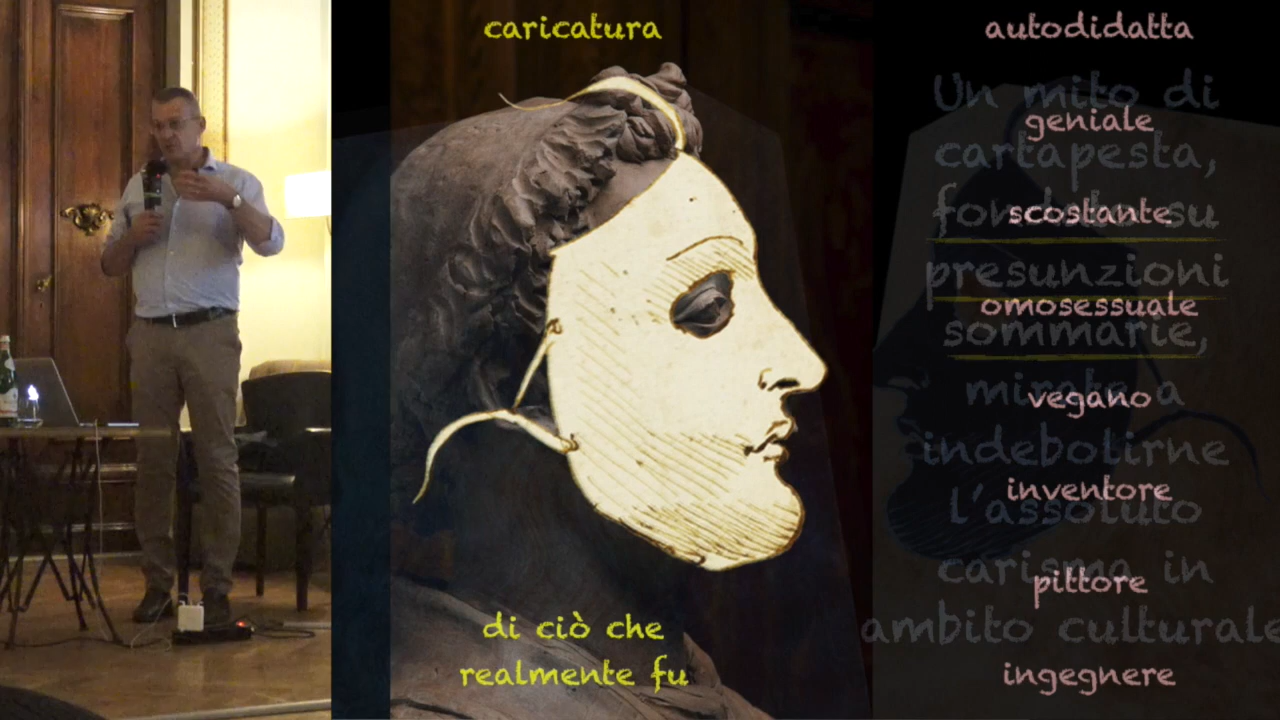 caricatura
di ciò che
realmente fu
autodidatta
geniale
scostante
omosessuale
vegano
inventore
pittore
ingegnere
Un mito di
cartapesta,
fondato su
presunzioni
sommarie,
mirate a
indebolirne
l'assoluto
carisma in
ambito culturale